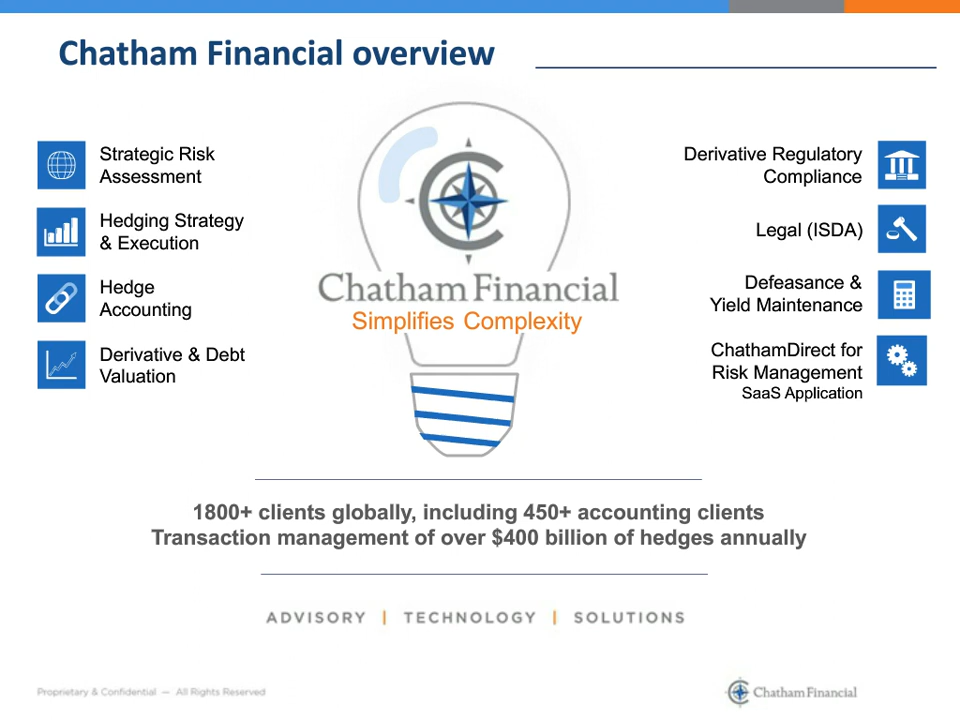 Chatham Financial overview
Strategic Risk
Assessment
Hedging Strategy
& Execution
Hedge
Accounting
Derivative & Debt
Valuation
Chatham Financial
Simplifies Complexity
Derivative Regulatory
Compliance
Legal (ISDA)
Defeasance &
Yield Maintenance
ChathamDirect for
Risk Management
SaaS Application
1800+ clients globally, including 450+ accounting clients
Transaction management of over $400 billion of hedges annually
ADVISORY | TECHNOLOGY | SOLUTIONS
Proprietary & Confidential — All Rights Reserved
Chatham Financial